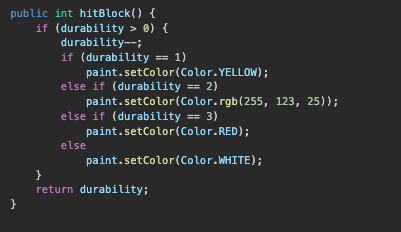 public int hitBlock() {
    if (durability > 0) {
        durability--;
        if (durability == 1)
            paint.setColor(Color.YELLOW);
        else if (durability == 2)
            paint.setColor(Color.rgb(255, 123, 25));
        else if (durability == 3)
            paint.setColor(Color.RED);
        else
            paint.setColor(Color.WHITE);
    }
    return durability;
}